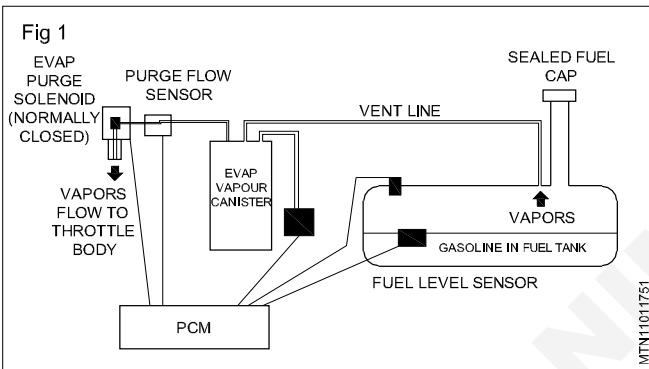 Fig 1
EVAP
PURGE
SOLENOID
(NORMALLY
CLOSED)
PURGE FLOW
SENSOR
SEALED FUEL
CAP
VENT LINE
EVAP
VAPOUR
CANISTER
VAPORS
FLOW TO
THROTTLE
BODY
VAPORS
GASOLINE IN FUEL TANK
FUEL LEVEL SENSOR
PCM
MTN11011751